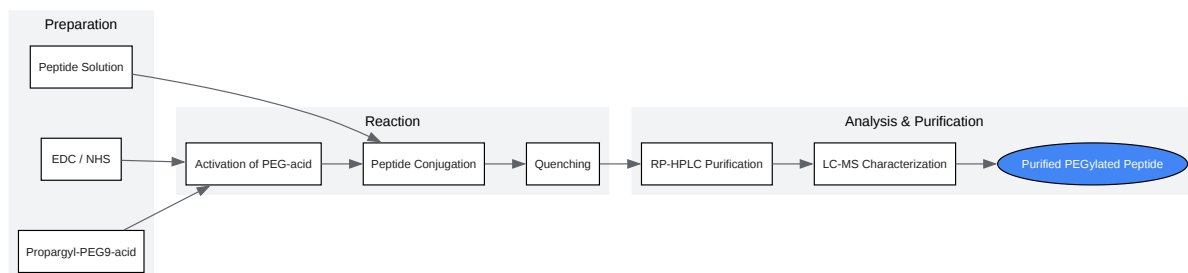 Preparation
Peptide Solution
EDC / NHS
Propargyl-PEG9-acid
Reaction
Activation of PEG-acid
Peptide Conjugation
Quenching
Analysis & Purification
RP-HPLC Purification
LC-MS Characterization
Purified PEGylated Peptide